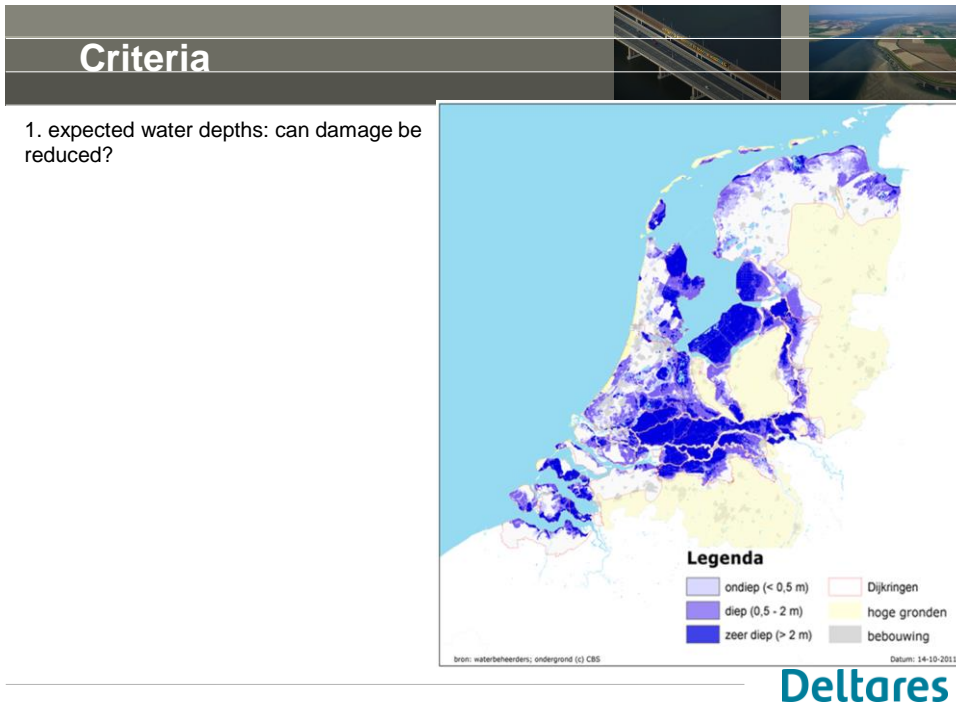 Criteria
1. expected water depths: can damage be
reduced?
Legenda
ondiep (< 0,5 m)
Dijkringen
diep (0,5 - 2 m)
hoge gronden
zeer diep (> 2 m)
bebouwing
bron: waterbeheerders; ondergrond (c) CBS
Datum: 14-10-2011
Deltares